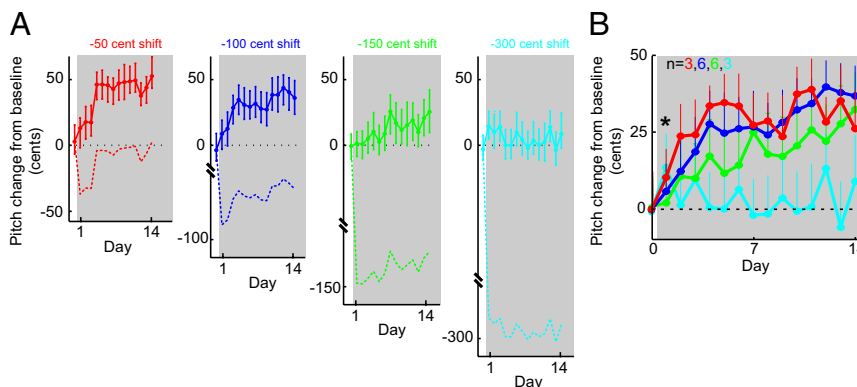 A
-50 cent shift
-100 cent shift
-150 cent shift
-300 cent shift
B
Pitch change from baseline
(cents)
50
0
-50
1
14
Day
50
0
-100
1
14
Day
50
0
-150
1
14
Day
50
0
-300
1
14
Day
Pitch change from baseline
(cents)
50
25
0
n=3,6,6,3
*
0
7
1
Day